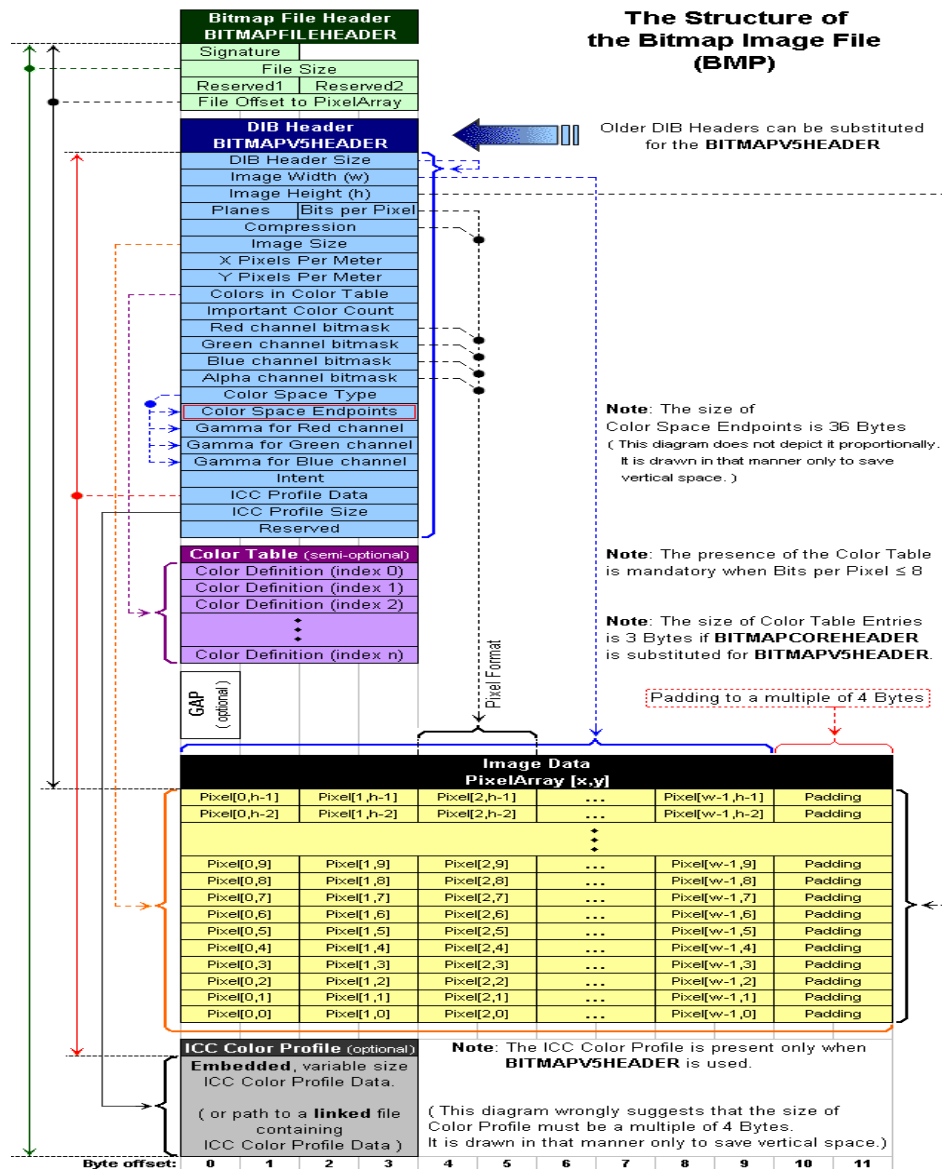 The Structure of
the Bitmap Image File
(BMP)
Bitmap File Header
BITMAPFILEHEADER
Signature
File Size
Reserved1 Reserved2
File Offset to PixelArray
DIB Header
BITMAPV5HEADER
Older DIB Headers can be substituted
for the BITMAPV5HEADER
DIB Header Size
Image Width (w)
Image Height (h)
Planes Bits per Pixel
Compression
Image Size
X Pixels Per Meter
Y Pixels Per Meter
Colors in Color Table
Important Color Count
Red channel bitmask
Green channel bitmask
Blue channel bitmask
Alpha channel bitmask
Color Space Type
Color Space Endpoints
Gamma for Red channel
Gamma for Green channel
Gamma for Blue channel
Intent
ICC Profile Data
ICC Profile Size
Reserved
Note: The size of
Color Space Endpoints is 36 Bytes
( This diagram does not depict it proportionally.
It is drawn in that manner only to save
vertical space. )
Color Table (semi-optional)
Color Definition (index 0)
Color Definition (index 1)
Color Definition (index 2)
Color Definition (index n)
Note: The presence of the Color Table
is mandatory when Bits per Pixel ≤ 8
Note: The size of Color Table Entries
is 3 Bytes if BITMAPCOREHEADER
is substituted for BITMAPV5HEADER.
GAP
( optional )
Pixel Format
Padding to a multiple of 4 Bytes
Image Data
PixelArray [x,y]
Pixel[0,h-1] Pixel[1,h-1] Pixel[2,h-1] ... Pixel[w-1,h-1] Padding
Pixel[0,h-2] Pixel[1,h-2] Pixel[2,h-2] ... Pixel[w-1,h-2] Padding
Pixel[0,9] Pixel[1,9] Pixel[2,9] ... Pixel[w-1,9] Padding
Pixel[0,8] Pixel[1,8] Pixel[2,8] ... Pixel[w-1,8] Padding
Pixel[0,7] Pixel[1,7] Pixel[2,7] ... Pixel[w-1,7] Padding
Pixel[0,6] Pixel[1,6] Pixel[2,6] ... Pixel[w-1,6] Padding
Pixel[0,5] Pixel[1,5] Pixel[2,5] ... Pixel[w-1,5] Padding
Pixel[0,4] Pixel[1,4] Pixel[2,4] ... Pixel[w-1,4] Padding
Pixel[0,3] Pixel[1,3] Pixel[2,3] ... Pixel[w-1,3] Padding
Pixel[0,2] Pixel[1,2] Pixel[2,2] ... Pixel[w-1,2] Padding
Pixel[0,1] Pixel[1,1] Pixel[2,1] ... Pixel[w-1,1] Padding
Pixel[0,0] Pixel[1,0] Pixel[2,0] ... Pixel[w-1,0] Padding
ICC Color Profile (optional)
Embedded, variable size
ICC Color Profile Data.
( or path to a linked file
containing
ICC Color Profile Data )
Note: The ICC Color Profile is present only when
BITMAPV5HEADER is used.
( This diagram wrongly suggests that the size of
Color Profile must be a multiple of 4 Bytes.
It is drawn in that manner only to save vertical space.)
Byte offset: 0 1 2 3 4 5 6 7 8 9 10 11